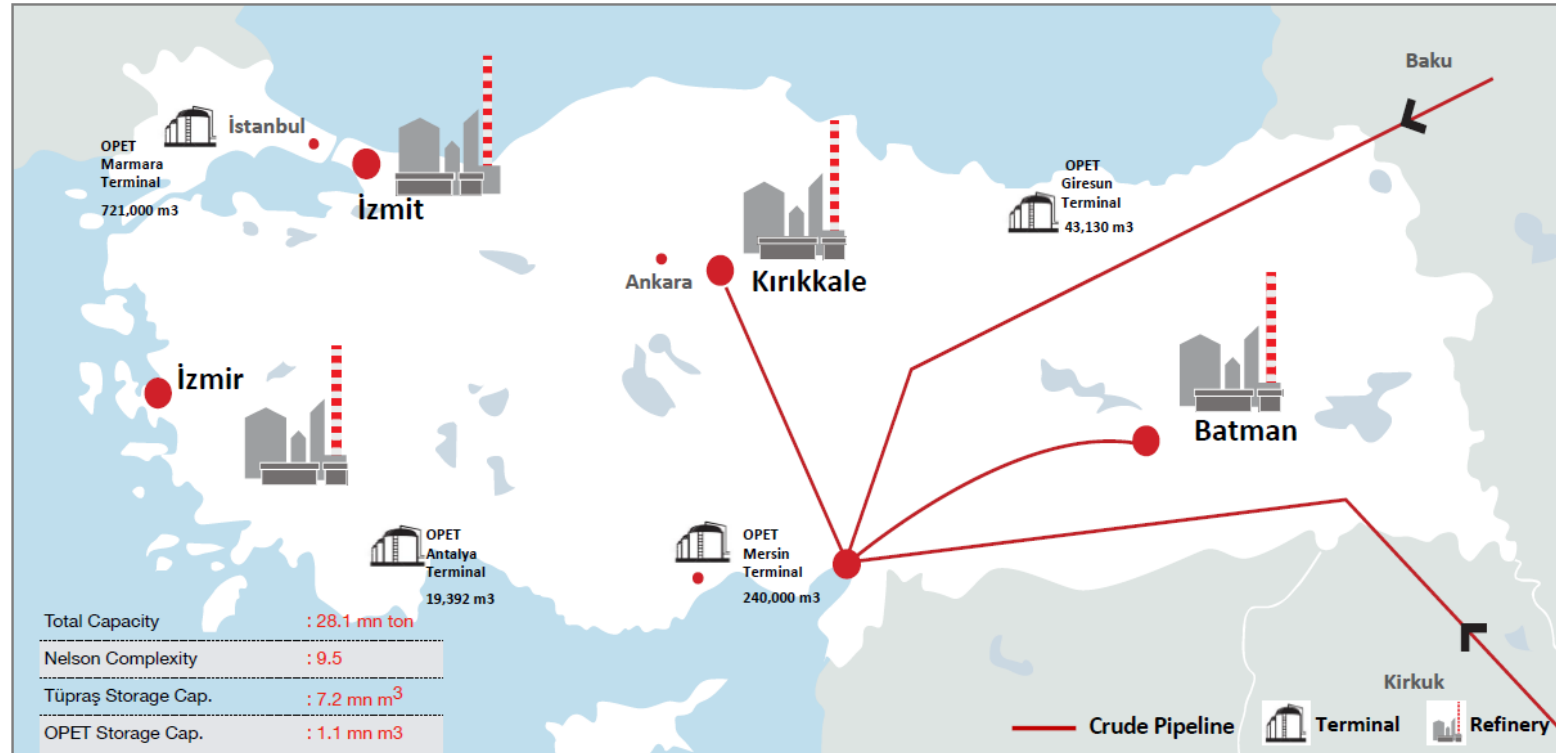 Baku
İstanbul
OPET
Marmara
Terminal
721,000 m3
İzmit
OPET
Giresun
Terminal
43,130 m3
Ankara
Kırıkkale
İzmir
Batman
OPET
Antalya
Terminal
19,392 m3
OPET
Mersin
Terminal
240,000 m3
Total Capacity : 28.1 mn ton
Nelson Complexity : 9.5
Tüpraş Storage Cap. : 7.2 mn m³
OPET Storage Cap. : 1.1 mn m3
Kirkuk
Crude Pipeline Terminal Refinery